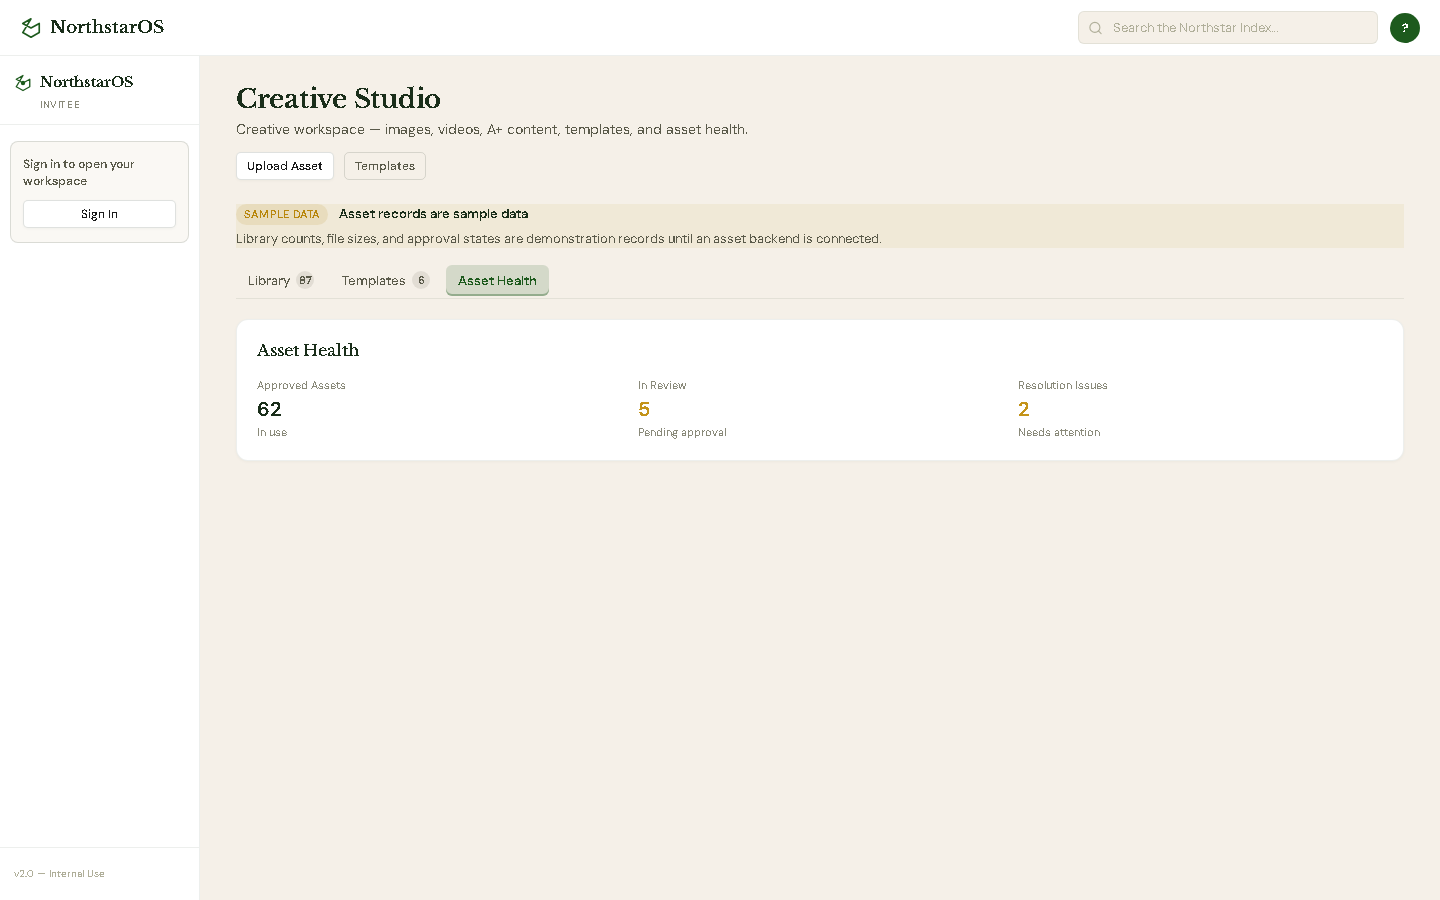 NorthstarOS
Search the Northstar Index...
?
NorthstarOS
INVITEE
Sign in to open your
workspace
Sign In
v2.0 — Internal Use
Creative Studio
Creative workspace — images, videos, A+ content, templates, and asset health.
Upload Asset
Templates
SAMPLE DATA Asset records are sample data
Library counts, file sizes, and approval states are demonstration records until an asset backend is connected.
Library 87 Templates 6 Asset Health
Asset Health
Approved Assets
62
In use
In Review
5
Pending approval
Resolution Issues
2
Needs attention